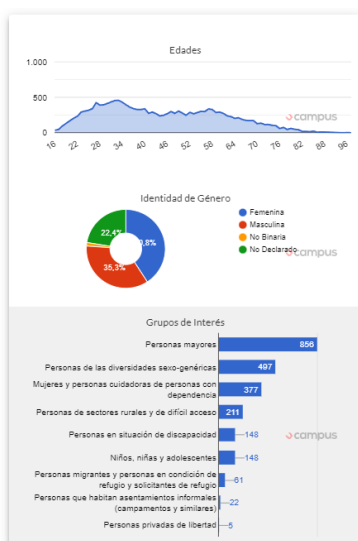 Edades
1.000
500
0
16
22
28
34
40
46
52
58
64
70
76
82
88
96
campus
Identidad de Género
Femenina
Masculina
No Binaria
No Declarado
22,4%
0,8%
35,3%
campus
Grupos de Interés
Personas mayores 856
Personas de las diversidades sexo-genéricas 497
Mujeres y personas cuidadoras de personas con
dependencia 377
Personas de sectores rurales y de difícil acceso 211
Personas en situación de discapacidad 148
campus
Niños, niñas y adolescentes 148
Personas migrantes y personas en condición de
refugio y solicitantes de refugio 61
Personas que habitan asentamientos informales
(campamentos y similares) 22
Personas privadas de libertad 5